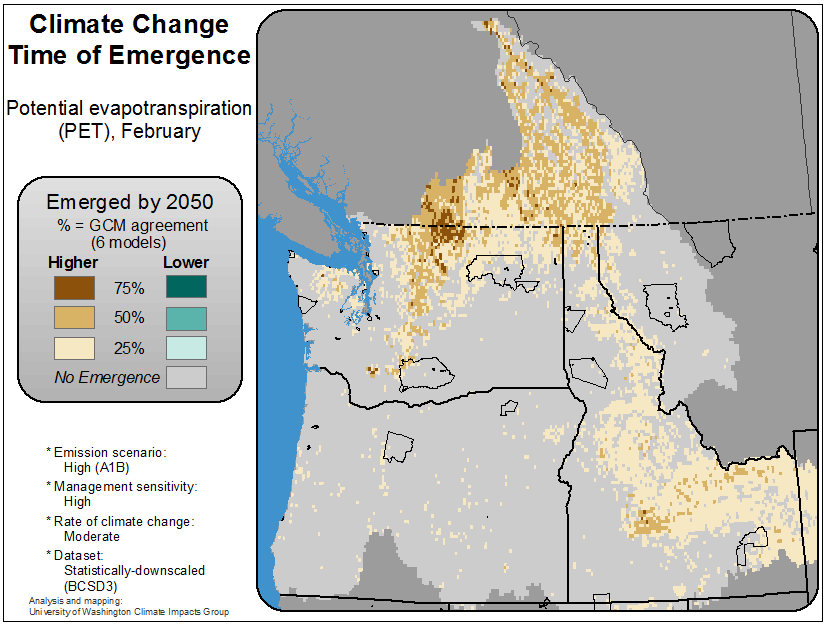 Climate Change
Time of Emergence
Potential evapotranspiration
(PET), February
Emerged by 2050
% = GCM agreement
(6 models)
Higher Lower
75%
50%
25%
No Emergence
* Emission scenario:
High (A1B)
* Management sensitivity:
High
* Rate of climate change:
Moderate
* Dataset:
Statistically-downscaled
(BCSD3)
Analysis and mapping:
University of Washington Climate Impacts Group